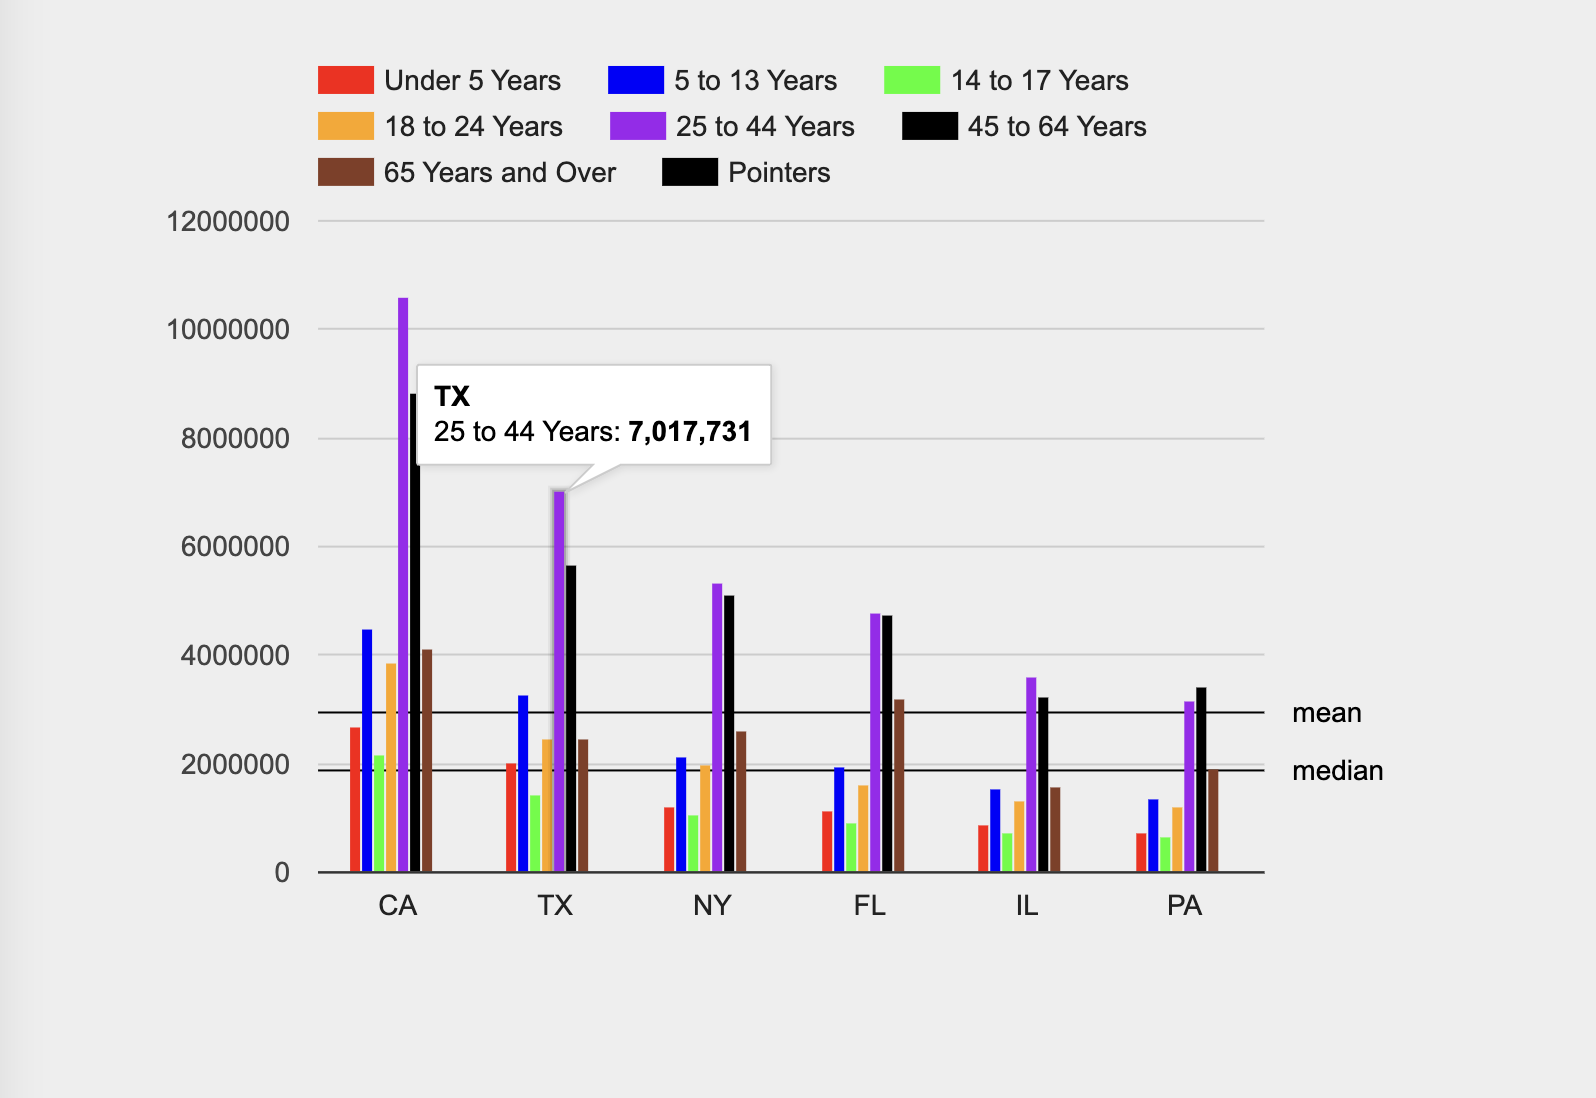 Under 5 Years 5 to 13 Years 14 to 17 Years
18 to 24 Years 25 to 44 Years 45 to 64 Years
65 Years and Over Pointers
12000000
10000000
TX
25 to 44 Years: 7,017,731
8000000
6000000
4000000
mean
2000000
median
0
CA TX NY FL IL PA